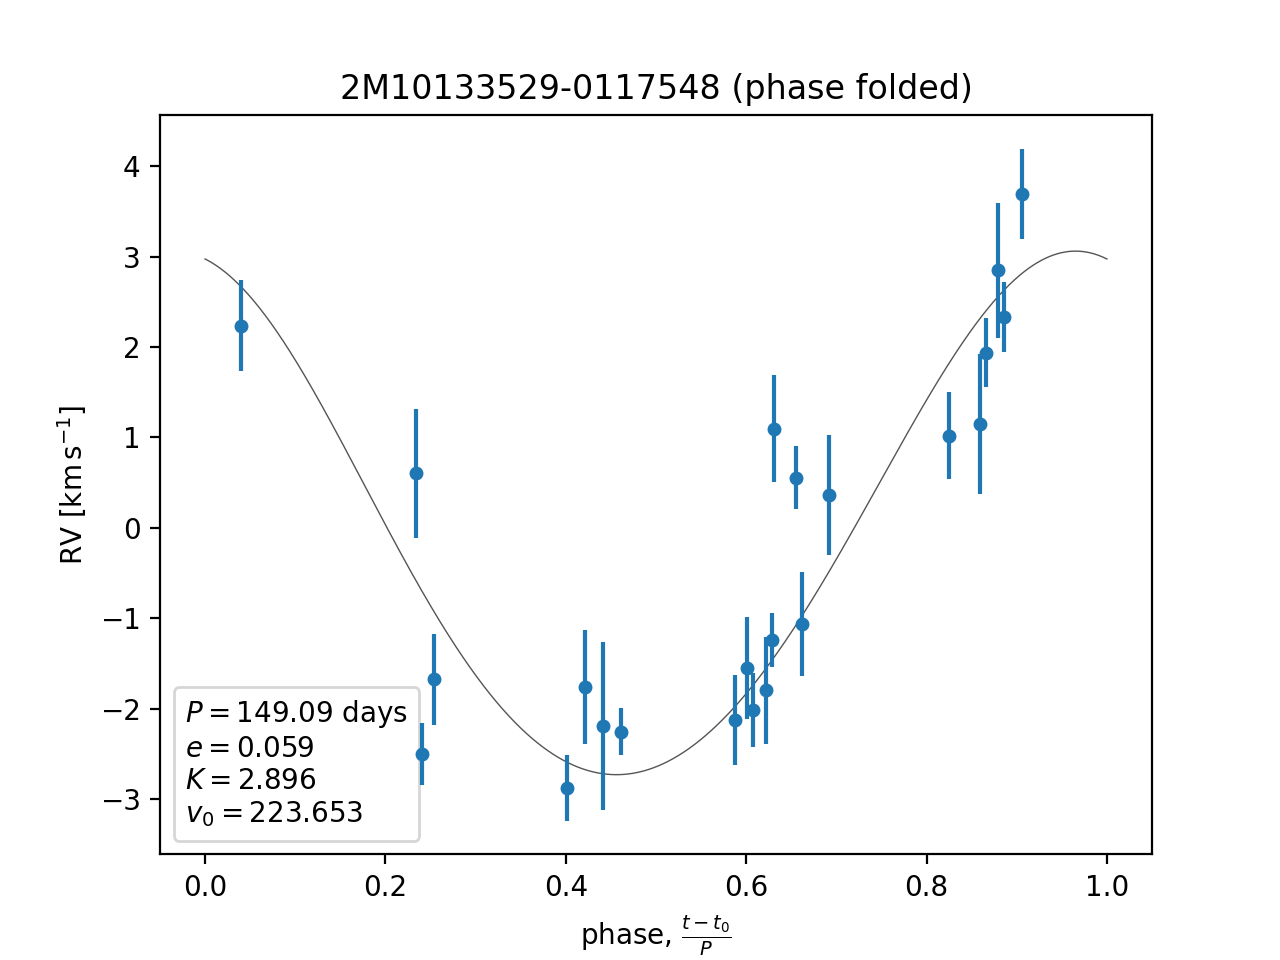 2M10133529-0117548 (phase folded)
RV [km s⁻¹]
4
3
2
1
0
−1
−2
−3
P = 149.09 days
e = 0.059
K = 2.896
v₀ = 223.653
0.0 0.2 0.4 0.6 0.8 1.0
phase, (t − t₀)/P